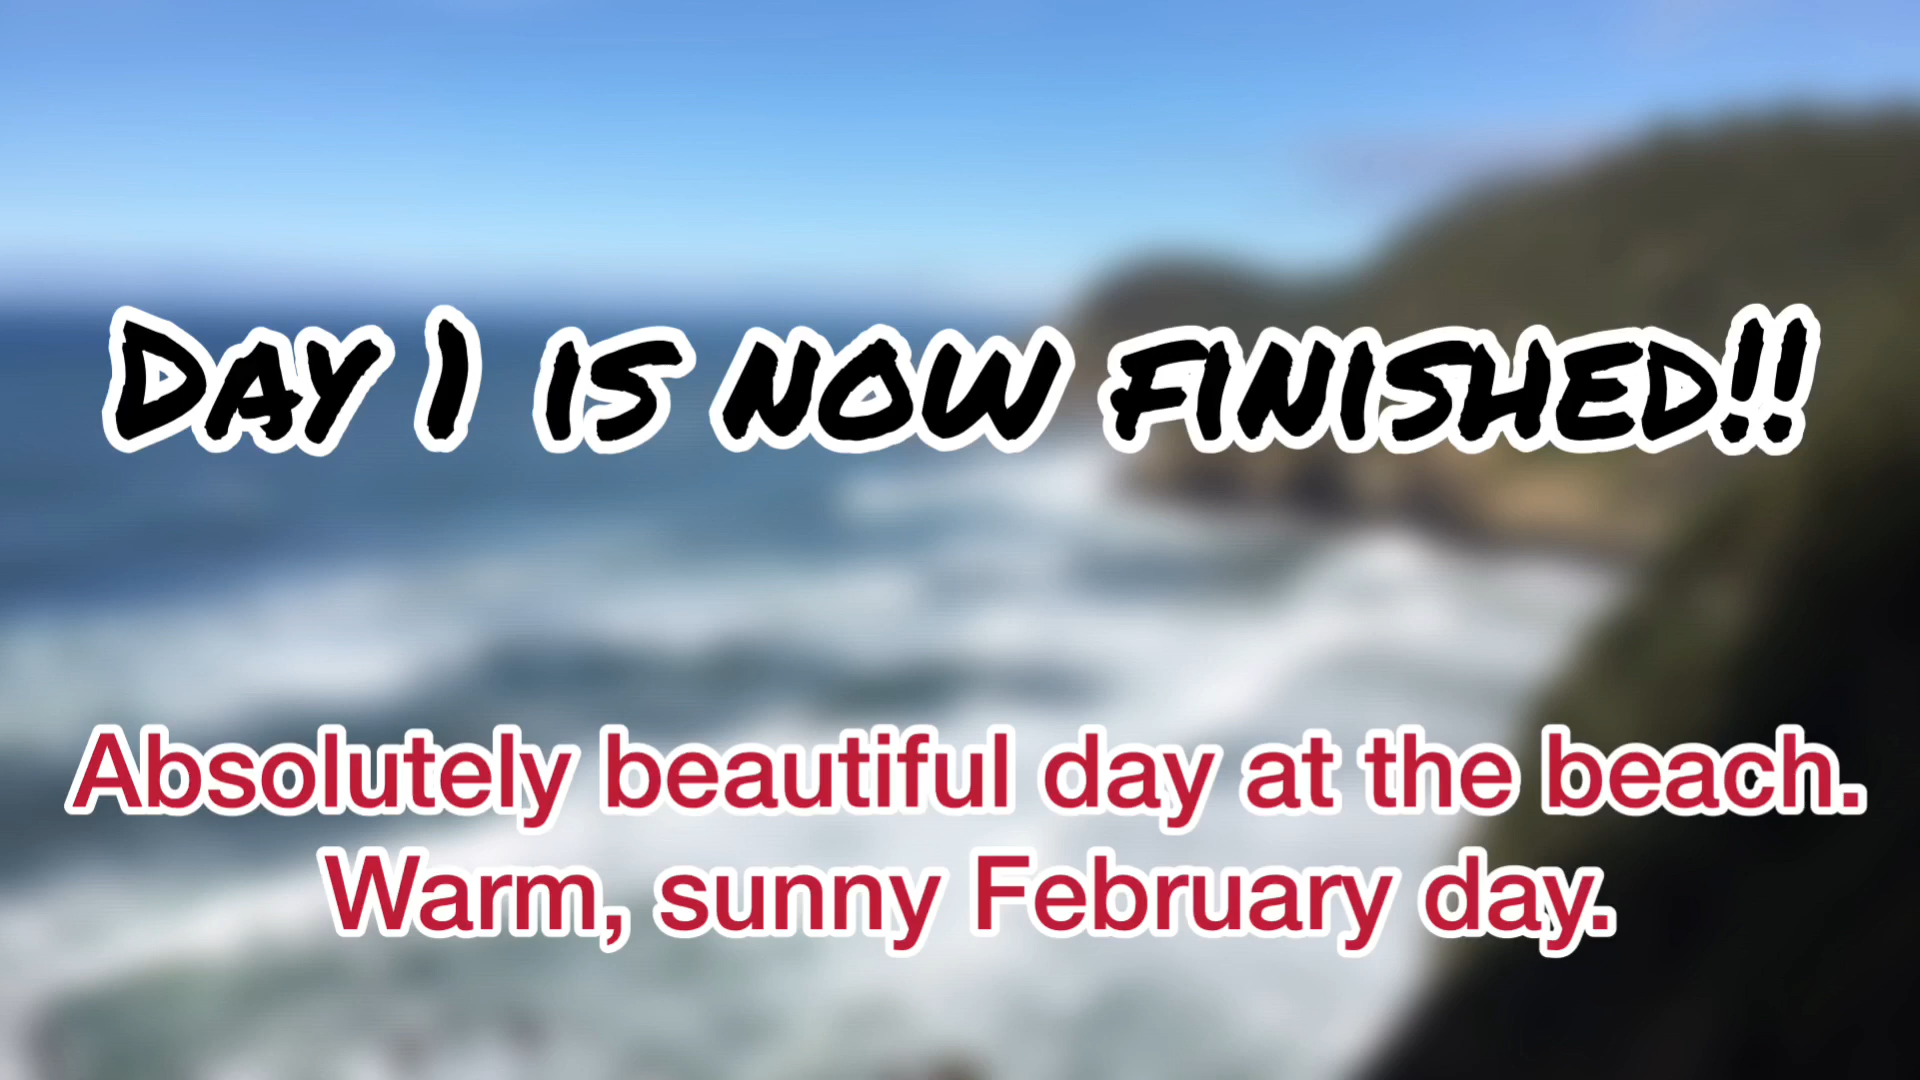 Day 1 is now finished!!
Absolutely beautiful day at the beach.
Warm, sunny February day.